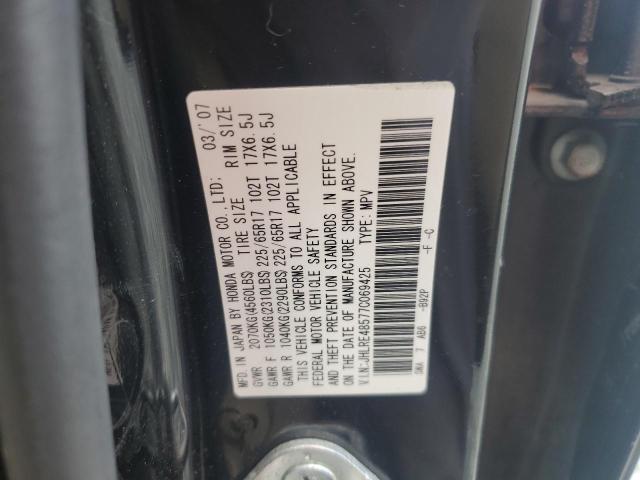 MFD. IN JAPAN BY HONDA MOTOR CO., LTD: 03/'07
GVWR 2070KG(4560LBS) TIRE SIZE RIM SIZE
GAWR F 1050KG(2310LBS) 225/65R17 102T 17X6.5J
GAWR R 1040KG(2290LBS) 225/65R17 102T 17X6.5J
THIS VEHICLE CONFORMS TO ALL APPLICABLE
FEDERAL MOTOR VEHICLE SAFETY
AND THEFT PREVENTION STANDARDS IN EFFECT
ON THE DATE OF MANUFACTURE SHOWN ABOVE.
V.I.N:JHLRE48577C069425 TYPE: MPV
SWA 7 AB6 -B92P -F -C